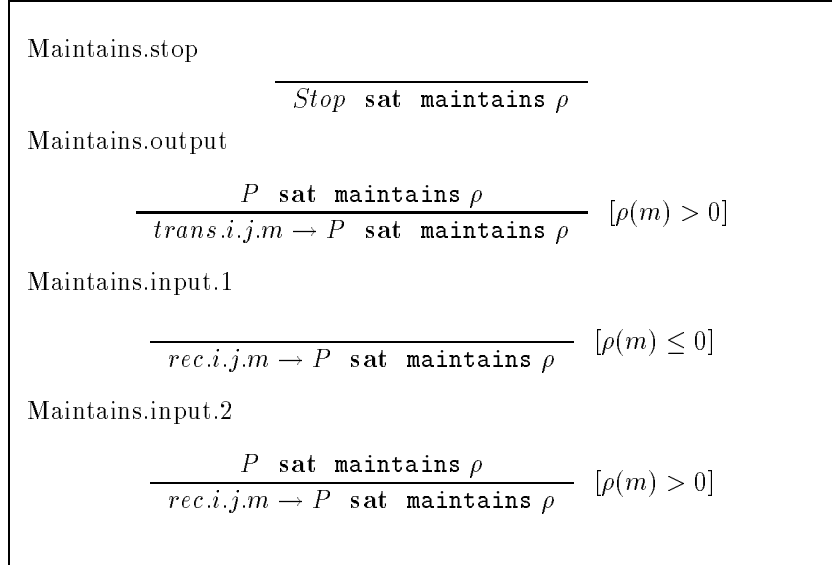 Maintains.stop
Stop sat maintains ρ
Maintains.output
P sat maintains ρ
trans.i.j.m → P sat maintains ρ [ρ(m) > 0]
Maintains.input.1
rec.i.j.m → P sat maintains ρ [ρ(m) ≤ 0]
Maintains.input.2
P sat maintains ρ
rec.i.j.m → P sat maintains ρ [ρ(m) > 0]